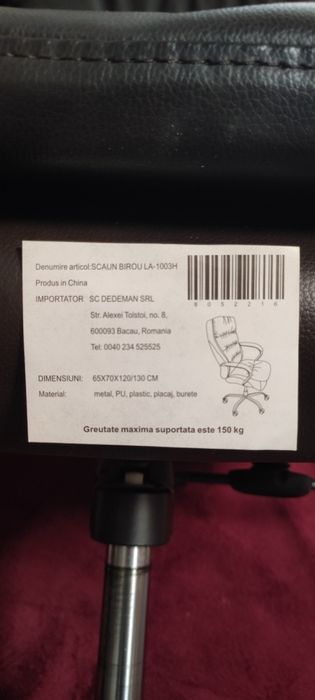 Denumire articol:SCAUN BIROU LA-1003H
Produs in China
IMPORTATOR SC DEDEMAN SRL
Str. Alexei Tolstoi, no. 8,
600093 Bacau, Romania
Tel: 0040 234 525525
8052216
DIMENSIUNI: 65X70X120/130 CM
Material: metal, PU, plastic, placaj, burete
Greutate maxima suportata este 150 kg